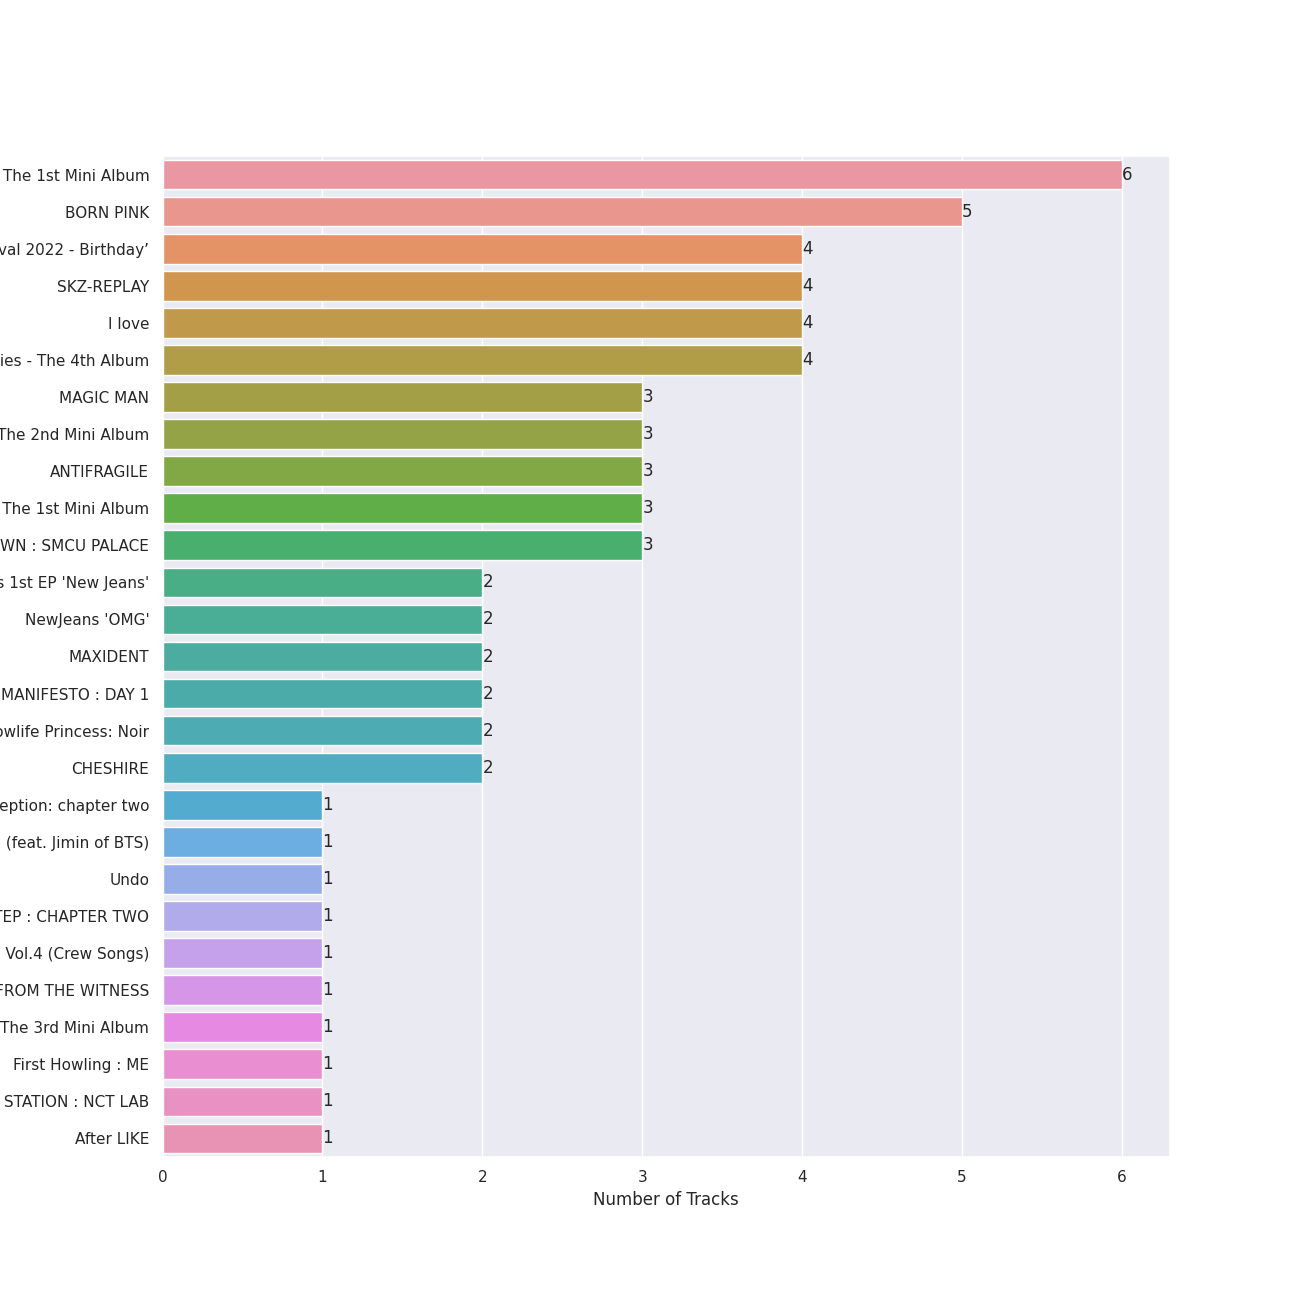 The 1st Mini Album 6
BORN PINK 5
val 2022 - Birthday’ 4
SKZ-REPLAY 4
I love 4
ies - The 4th Album 4
MAGIC MAN 3
The 2nd Mini Album 3
ANTIFRAGILE 3
The 1st Mini Album 3
WN : SMCU PALACE 3
s 1st EP 'New Jeans' 2
NewJeans 'OMG' 2
MAXIDENT 2
MANIFESTO : DAY 1 2
owlife Princess: Noir 2
CHESHIRE 2
eption: chapter two 1
(feat. Jimin of BTS) 1
Undo 1
TEP : CHAPTER TWO 1
Vol.4 (Crew Songs) 1
FROM THE WITNESS 1
The 3rd Mini Album 1
First Howling : ME 1
STATION : NCT LAB 1
After LIKE 1
0 1 2 3 4 5 6
Number of Tracks